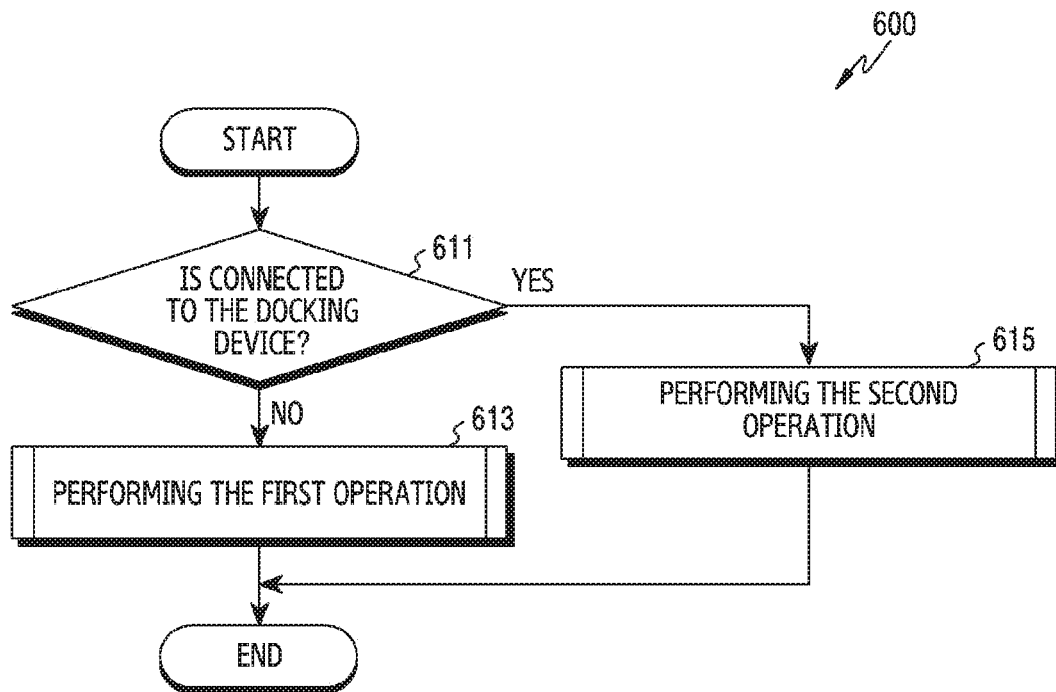 600
START
611
IS CONNECTED
TO THE DOCKING
DEVICE?
YES
615
PERFORMING THE SECOND
OPERATION
NO
613
PERFORMING THE FIRST OPERATION
END